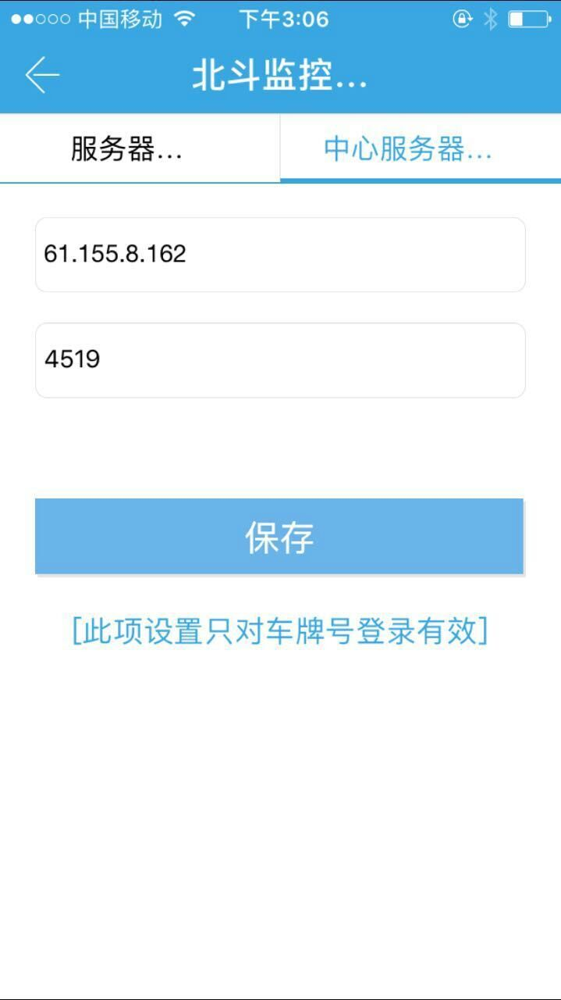 中国移动 下午3:06
北斗监控...
服务器... 中心服务器...
61.155.8.162
4519
保存
[此项设置只对车牌号登录有效]